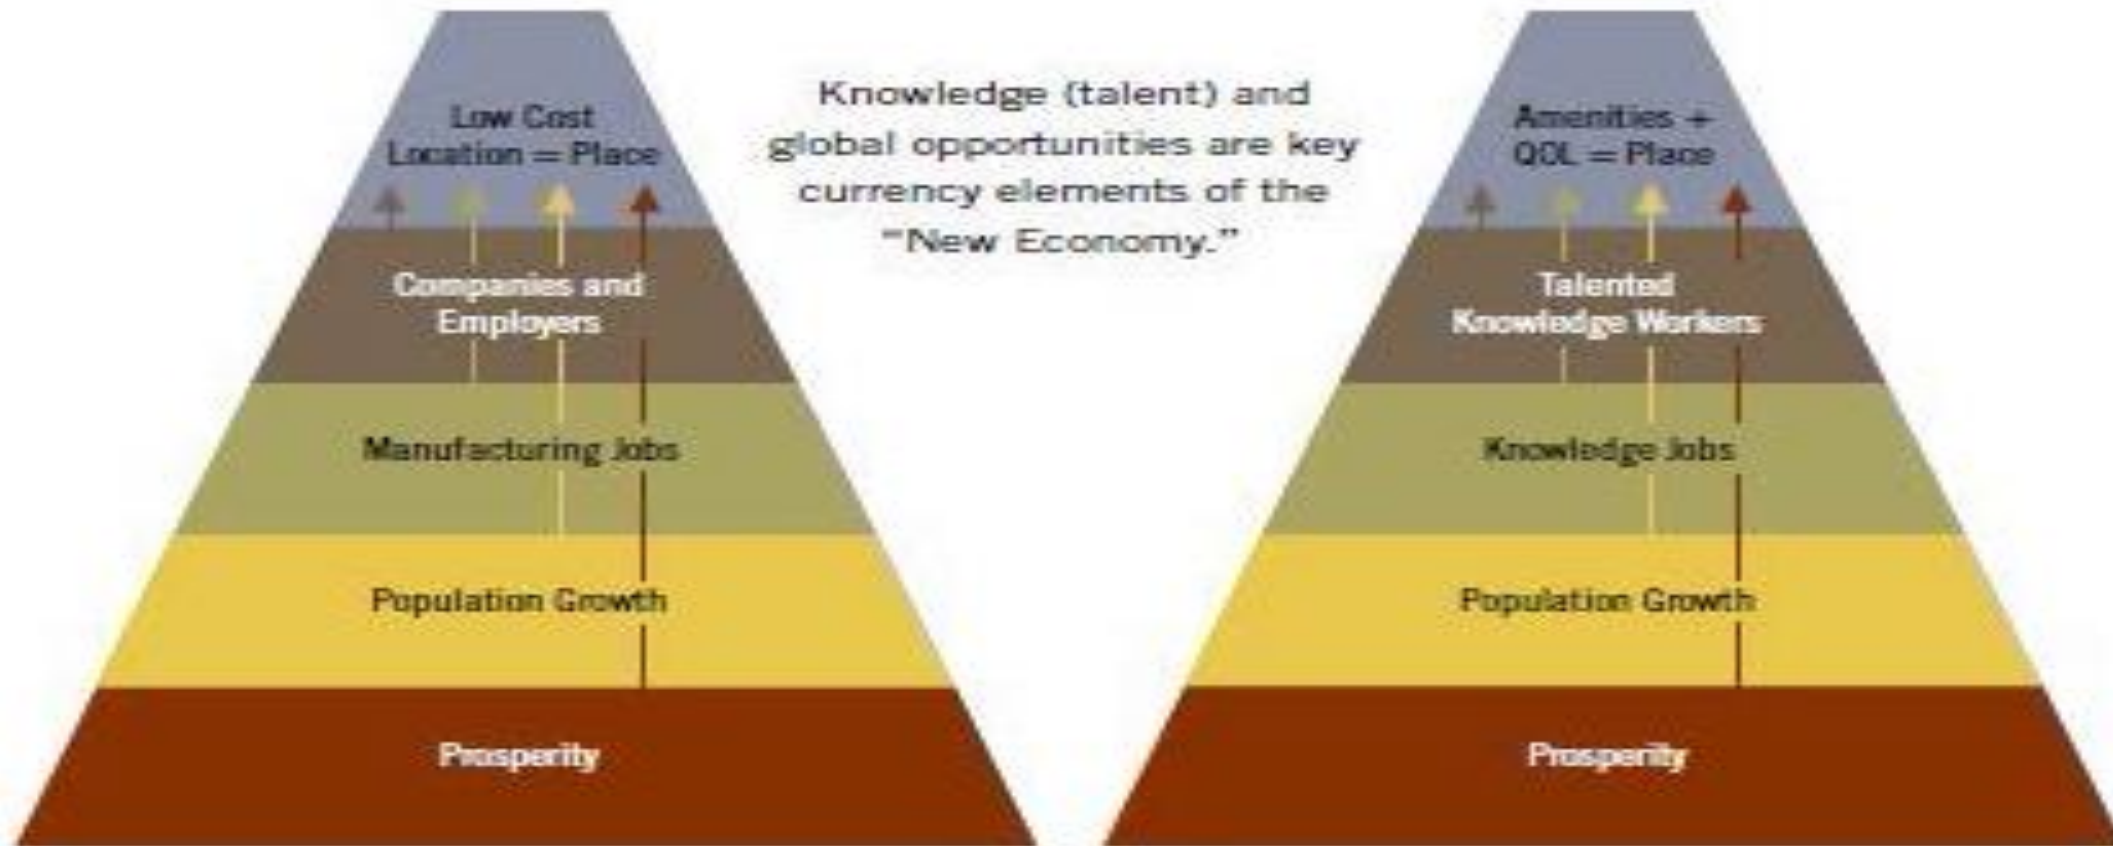 Low Cost
Location = Place
Companies and
Employers
Manufacturing Jobs
Population Growth
Prosperity
Knowledge (talent) and
global opportunities are key
currency elements of the
“New Economy.”
Amenities +
QOL = Place
Talented
Knowledge Workers
Knowledge Jobs
Population Growth
Prosperity